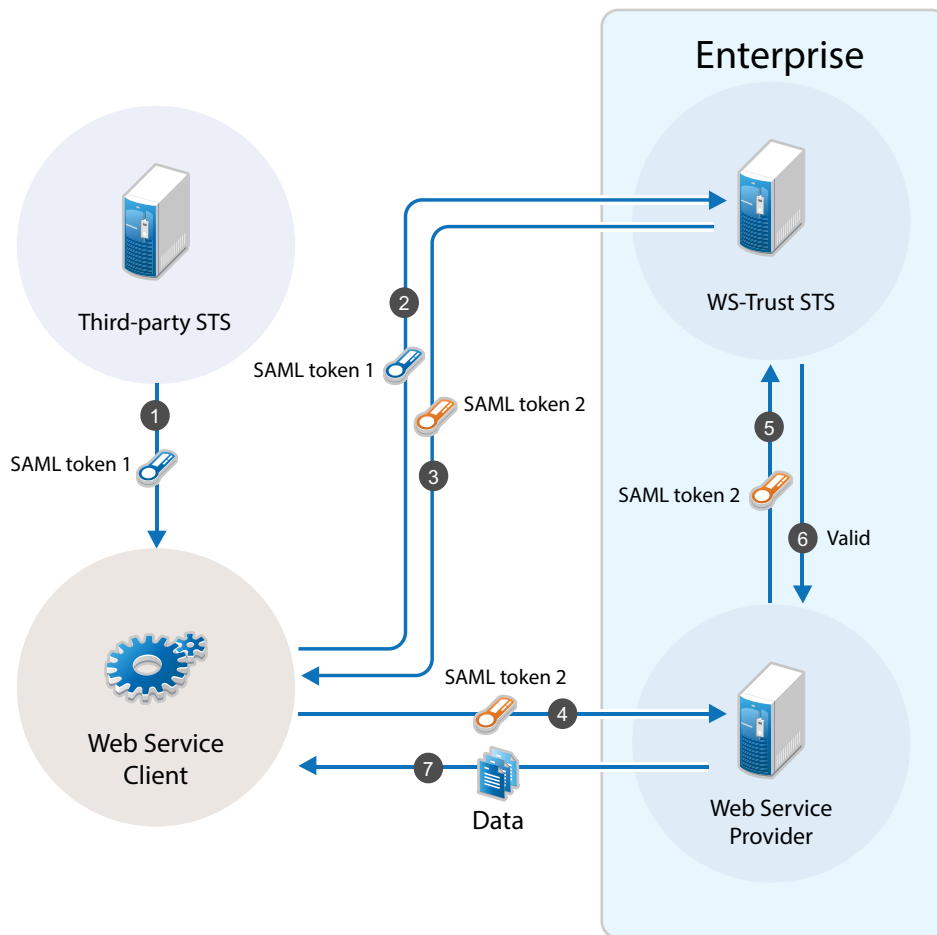 Enterprise
Third-party STS
WS-Trust STS
2
SAML token 1
1
SAML token 2
5
SAML token 1
3
SAML token 2
6
Valid
SAML token 2
4
Web Service
Client
7
Data
Web Service
Provider